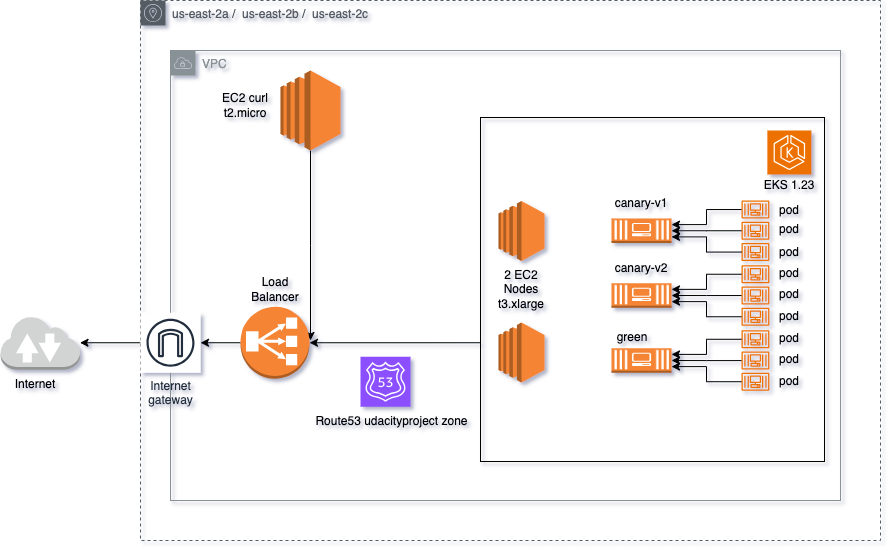 us-east-2a / us-east-2b / us-east-2c
VPC
EC2 curl
t2.micro
EKS 1.23
canary-v1
pod
pod
pod
2 EC2
Nodes
t3.xlarge
canary-v2
pod
pod
pod
green
pod
pod
pod
Load
Balancer
Internet
Internet
gateway
53
Route53 udacityproject zone